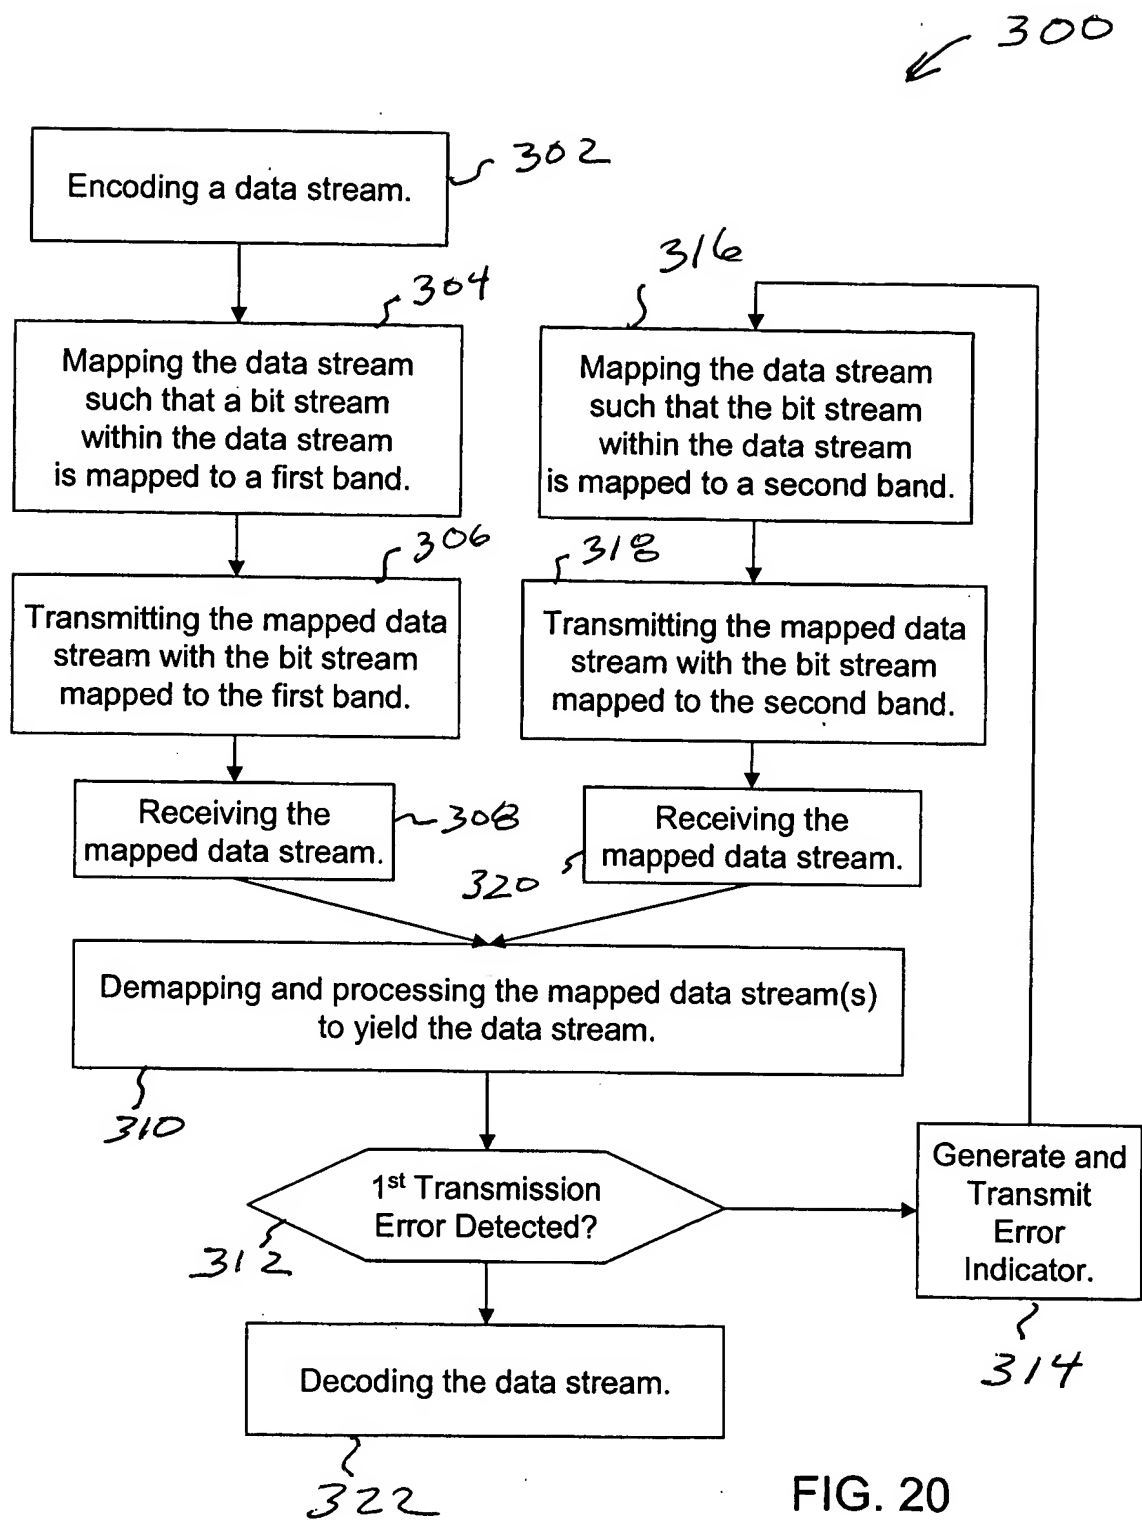 300
Encoding a data stream.
302
304
Mapping the data stream
such that a bit stream
within the data stream
is mapped to a first band.
316
Mapping the data stream
such that the bit stream
within the data stream
is mapped to a second band.
306
Transmitting the mapped data
stream with the bit stream
mapped to the first band.
318
Transmitting the mapped data
stream with the bit stream
mapped to the second band.
Receiving the
mapped data stream.
308
Receiving the
mapped data stream.
320
Demapping and processing the mapped data stream(s)
to yield the data stream.
310
1st Transmission
Error Detected?
312
Generate and
Transmit
Error
Indicator.
314
Decoding the data stream.
322
FIG. 20